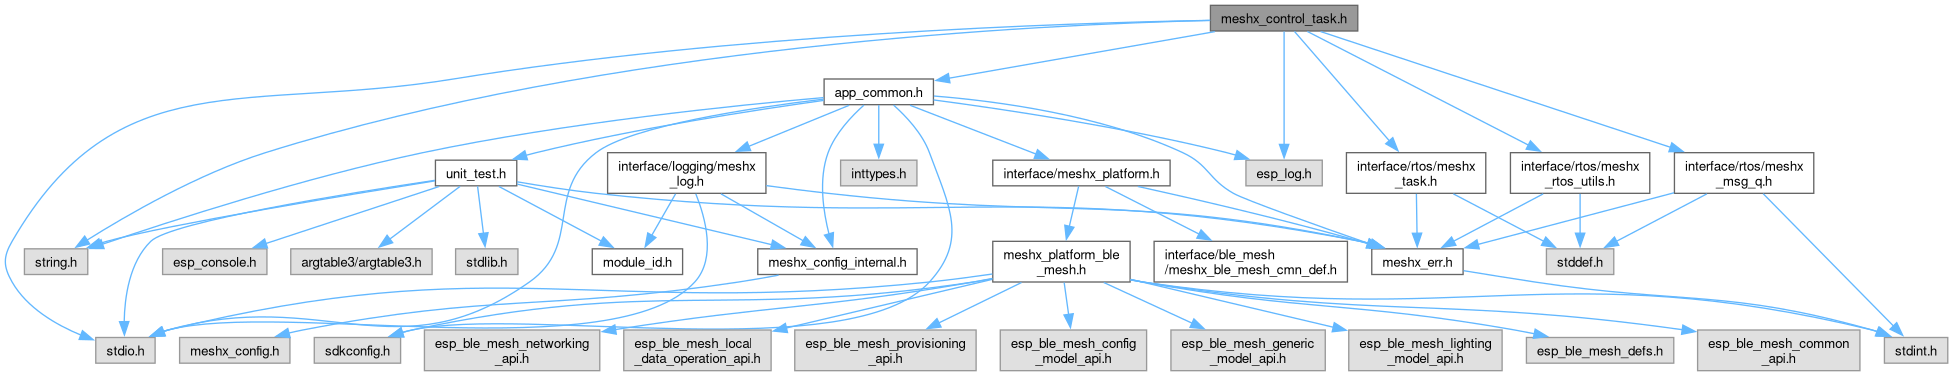 meshx_control_task.h
app_common.h
unit_test.h
interface/logging/meshx
_log.h
inttypes.h
interface/meshx_platform.h
esp_log.h
interface/rtos/meshx
_task.h
interface/rtos/meshx
_rtos_utils.h
interface/rtos/meshx
_msg_q.h
string.h
esp_console.h
argtable3/argtable3.h
stdlib.h
module_id.h
meshx_config_internal.h
meshx_platform_ble
_mesh.h
interface/ble_mesh
/meshx_ble_mesh_cmn_def.h
meshx_err.h
stddef.h
stdio.h
meshx_config.h
sdkconfig.h
esp_ble_mesh_networking
_api.h
esp_ble_mesh_local
_data_operation_api.h
esp_ble_mesh_provisioning
_api.h
esp_ble_mesh_config
_model_api.h
esp_ble_mesh_generic
_model_api.h
esp_ble_mesh_lighting
_model_api.h
esp_ble_mesh_defs.h
esp_ble_mesh_common
_api.h
stdint.h